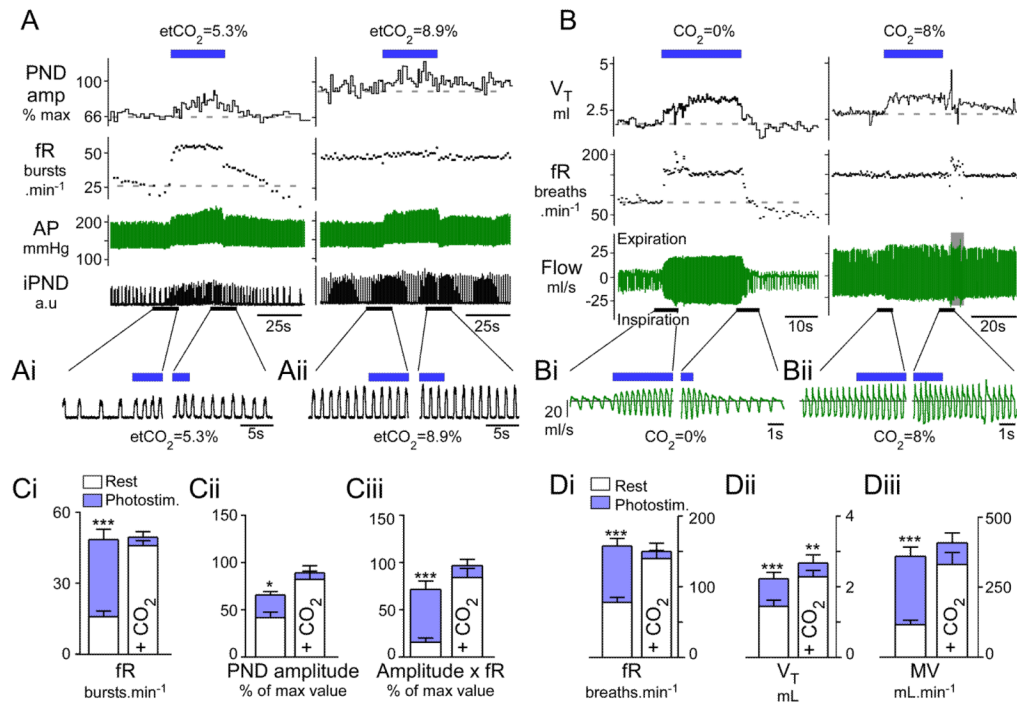 A
etCO2=5.3%
etCO2=8.9%
PND
amp
% max
100
66
fR
bursts
.min-1
50
25
AP
mmHg
200
100
iPND
a.u
25s
25s
Ai
Aii
etCO2=5.3%
5s
etCO2=8.9%
5s
B
CO2=0%
CO2=8%
VT
ml
5
2.5
5
2.5
fR
breaths
.min-1
200
50
Flow
ml/s
25
0
-25
Expiration
Inspiration
10s
20s
Bi
Bii
20
ml/s
CO2=0%
1s
CO2=8%
1s
Ci
Rest
Photostim.
60
30
0
***
+ CO2
fR
bursts.min-1
Cii
150
100
50
0
*
+ CO2
PND amplitude
% of max value
Ciii
150
100
50
0
***
+ CO2
Amplitude x fR
% of max value
Di
Rest
Photostim.
***
200
100
0
+ CO2
fR
breaths.min-1
Dii
***
**
4
2
0
+ CO2
VT
mL
Diii
***
500
250
0
+ CO2
MV
mL.min-1